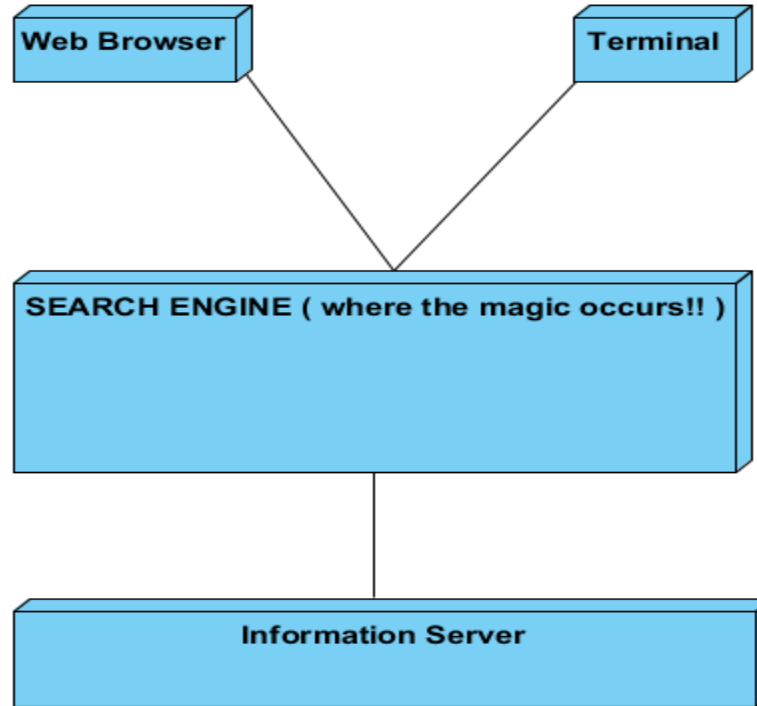 Web Browser
Terminal
SEARCH ENGINE ( where the magic occurs!! )
Information Server